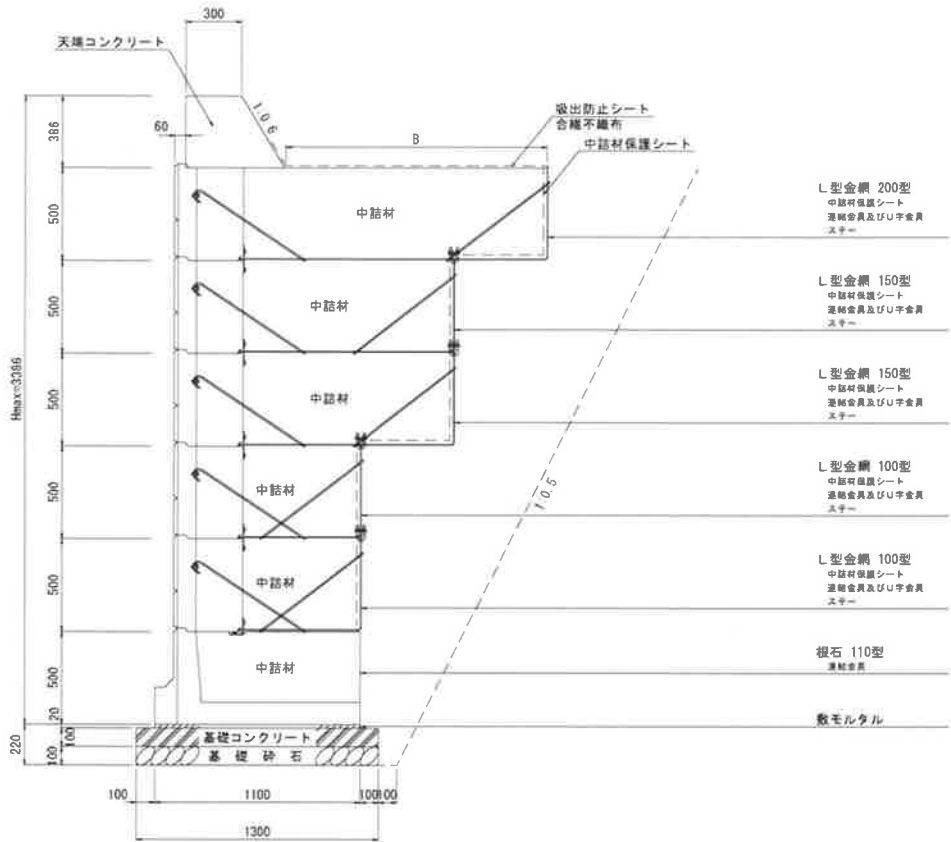 300
天端コンクリート
1:0.6
60
386
B
吸出防止シート
合繊不織布
中詰材保護シート
500
中詰材
L型金網 200型
中詰材保護シート
連結金具及びU字金具
ステー
500
中詰材
L型金網 150型
中詰材保護シート
連結金具及びU字金具
ステー
Hmax=3386
500
中詰材
L型金網 150型
中詰材保護シート
連結金具及びU字金具
ステー
500
中詰材
L型金網 100型
中詰材保護シート
連結金具及びU字金具
ステー
1:0.5
500
中詰材
L型金網 100型
中詰材保護シート
連結金具及びU字金具
ステー
500
中詰材
根石 110型
連結金具
20
敷モルタル
220
100
基礎コンクリート
100
基礎砕石
100
1100
100
100
1300